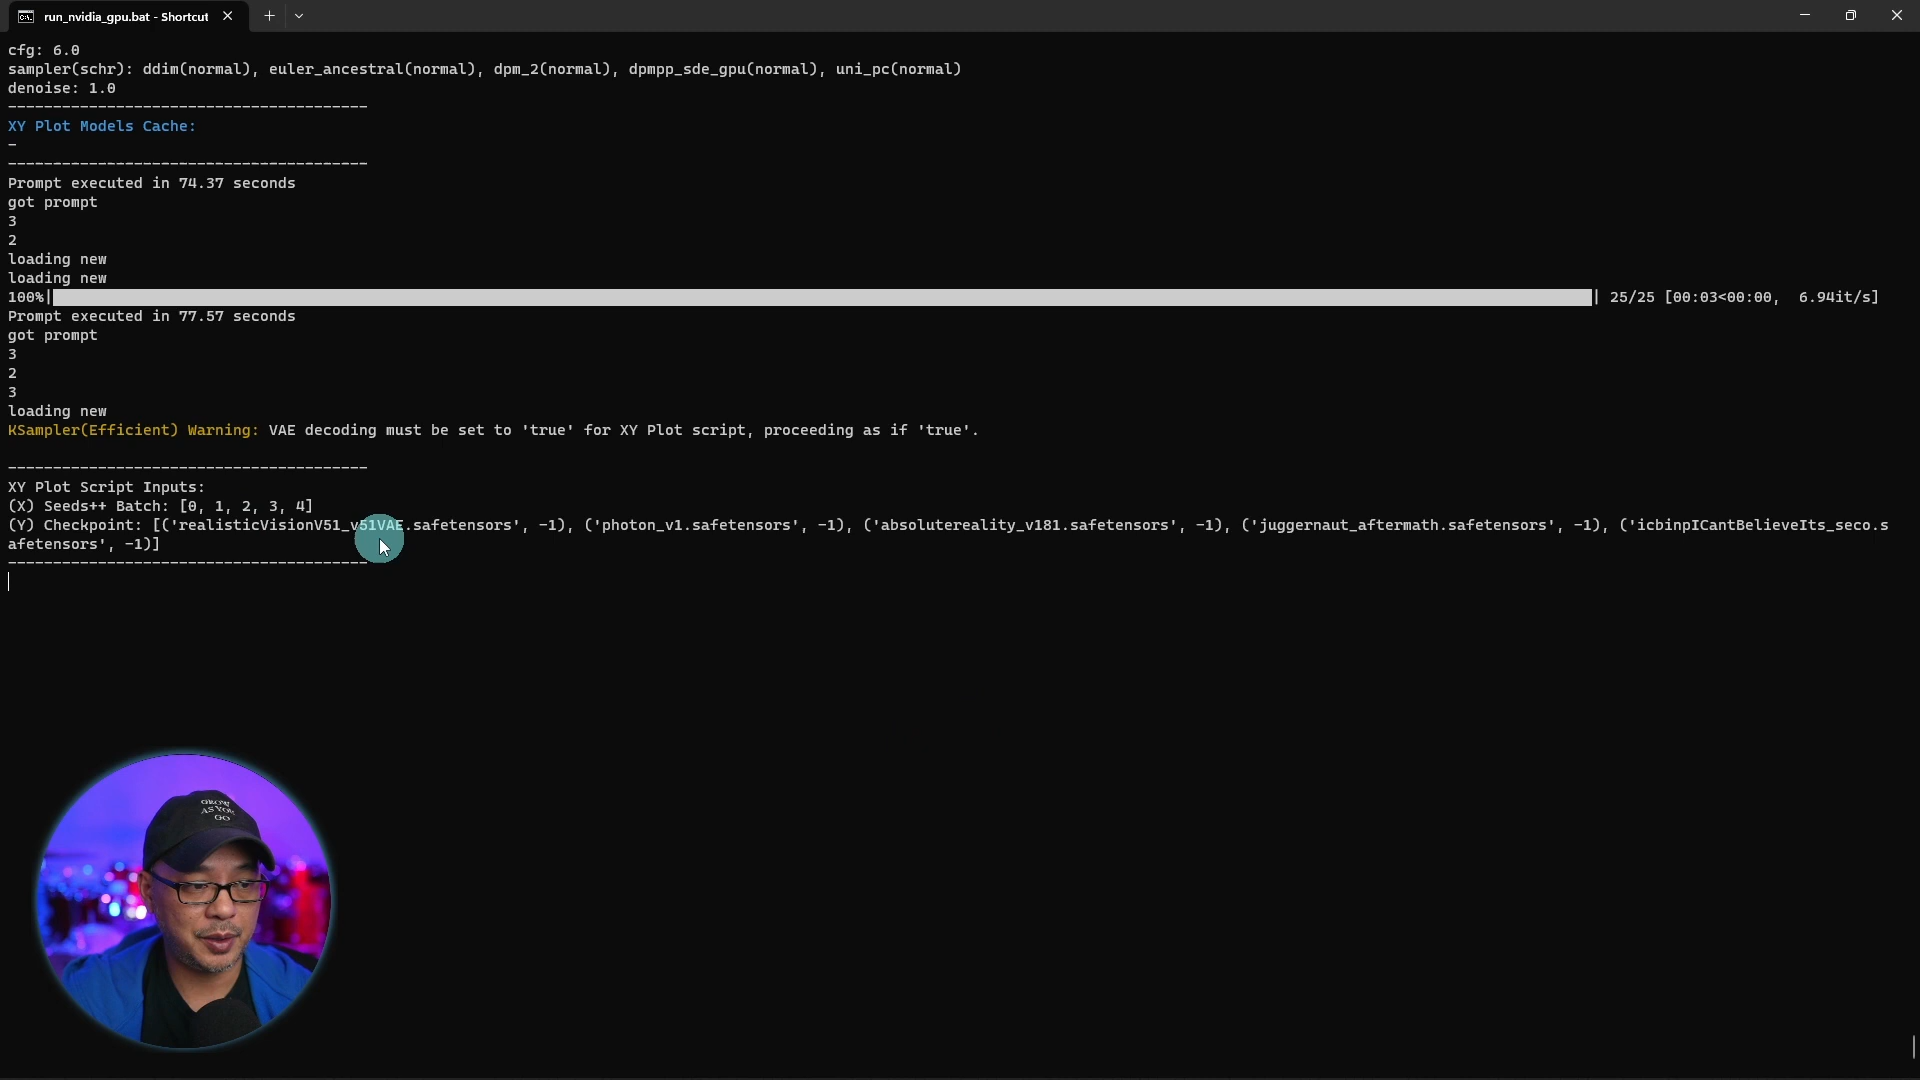 run_nvidia_gpu.bat - Shortcut
cfg: 6.0
sampler(schr): ddim(normal), euler_ancestral(normal), dpm_2(normal), dpmpp_sde_gpu(normal), uni_pc(normal)
denoise: 1.0
----------------------------------------
XY Plot Models Cache:
-
----------------------------------------
Prompt executed in 74.37 seconds
got prompt
3
2
loading new
loading new
100%| | 25/25 [00:03<00:00,  6.94it/s]
Prompt executed in 77.57 seconds
got prompt
3
2
3
loading new
KSampler(Efficient) Warning: VAE decoding must be set to 'true' for XY Plot script, proceeding as if 'true'.
----------------------------------------
XY Plot Script Inputs:
(X) Seeds++ Batch: [0, 1, 2, 3, 4]
(Y) Checkpoint: [('realisticVisionV51_v51VAE.safetensors', -1), ('photon_v1.safetensors', -1), ('absolutereality_v181.safetensors', -1), ('juggernaut_aftermath.safetensors', -1), ('icbinpICantBelieveIts_seco.s
afetensors', -1)]
----------------------------------------
GROW
AS YOU
GO